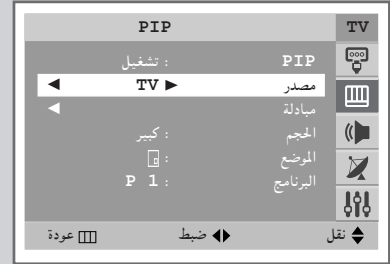 TV PIP
PIP : تشغيل
مصدر TV
مبادلة
الحجم : كبير
الموضع :
البرنامج : P 1
نقل ضبط عودة